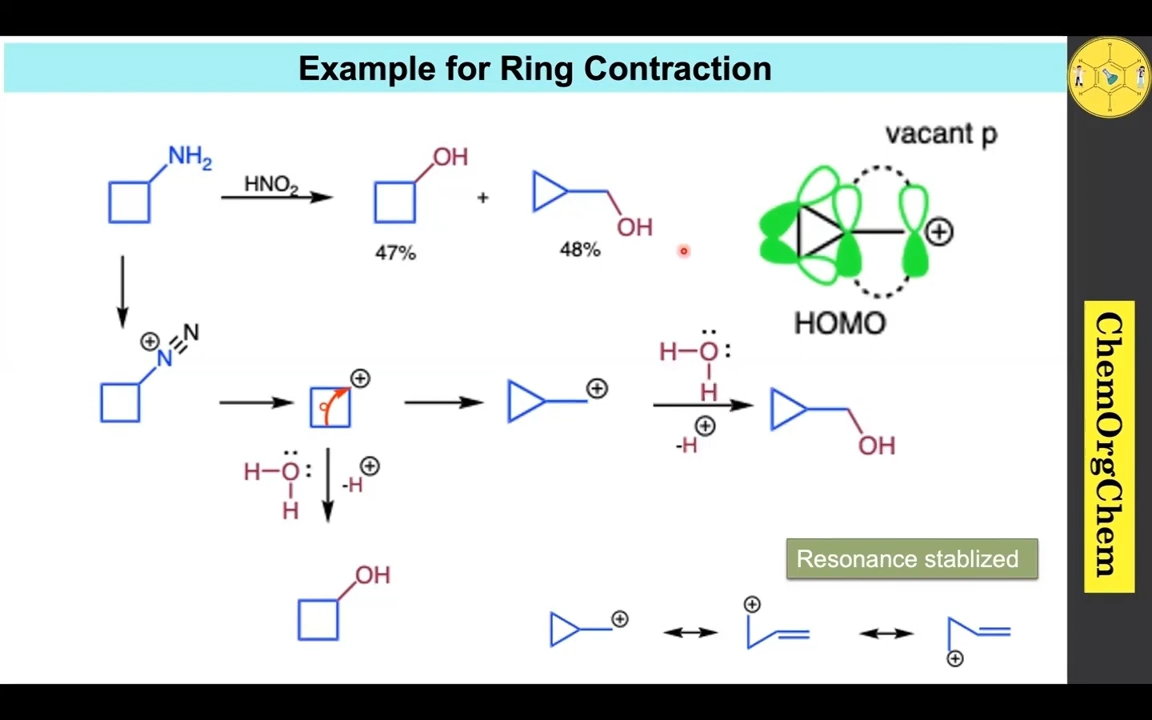 Example for Ring Contraction
NH2
HNO2
OH
47%
+
OH
48%
vacant p
⊕
HOMO
⊕
N
N
⊕
⊕
H–O:
H
-H⊕
OH
H–O:
H
-H⊕
OH
Resonance stablized
⊕
⊕
⊕
ChemOrgChem